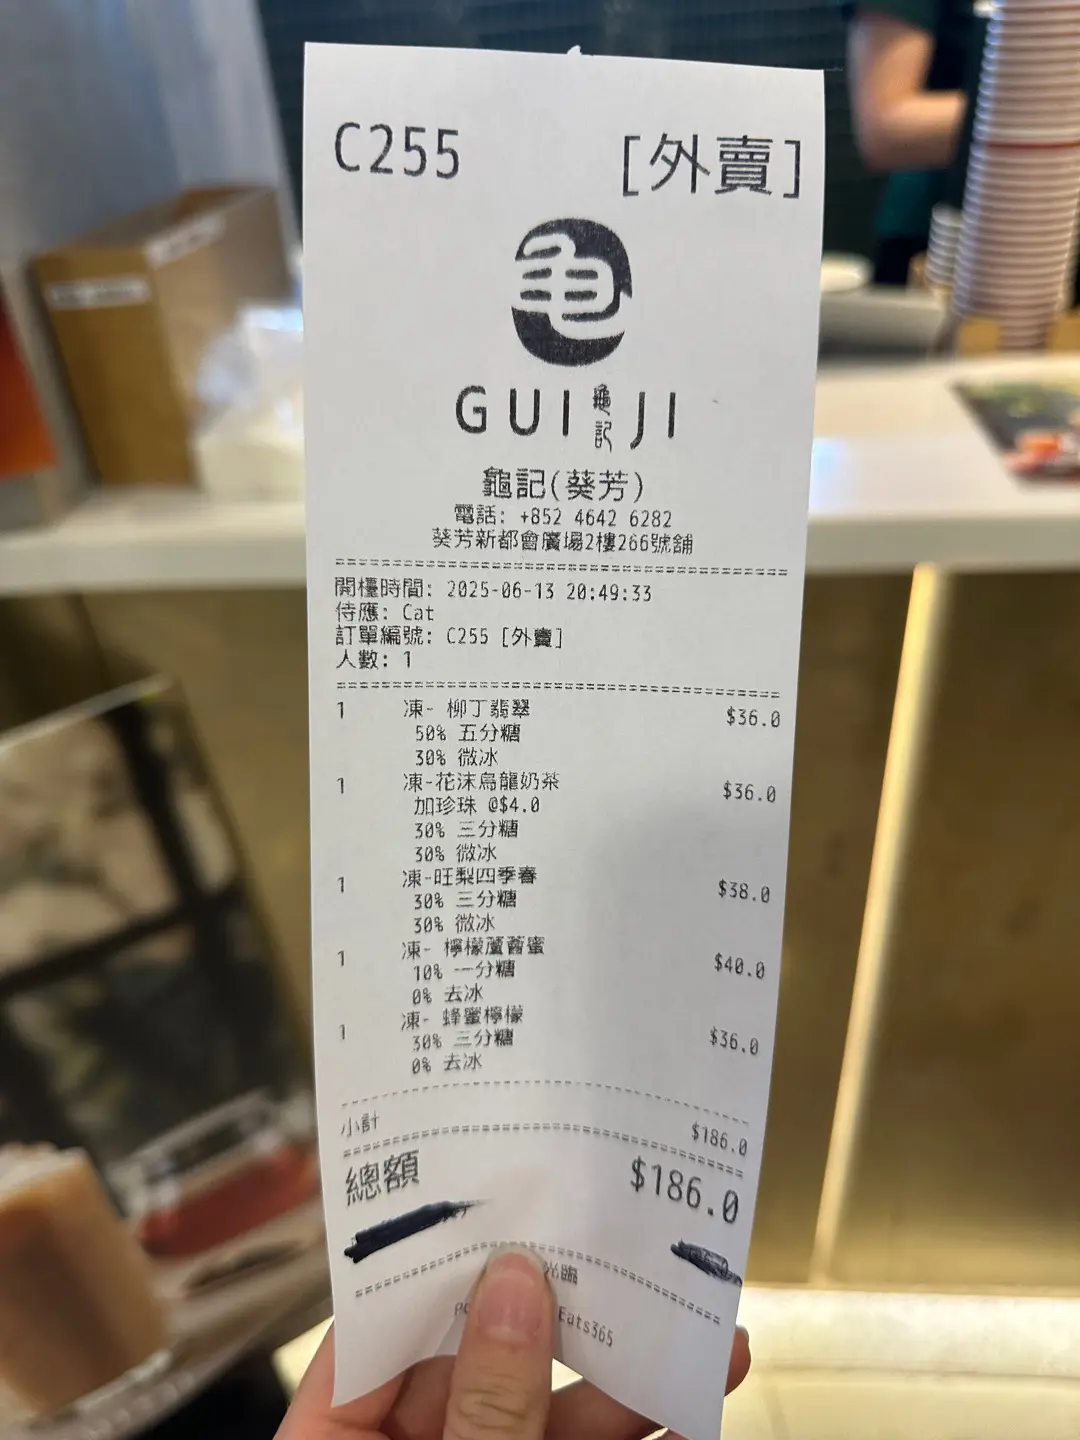 C255 [外賣]
龜
GUI 龜記 JI
龜記(葵芳)
電話: +852 4642 6282
葵芳新都會廣場2樓266號舖
開檯時間: 2025-06-13 20:49:33
侍應: Cat
訂單編號: C255 [外賣]
人數: 1
1 凍- 柳丁翡翠 $36.0
50% 五分糖
30% 微冰
1 凍-花沫烏龍奶茶 $36.0
加珍珠 @$4.0
30% 三分糖
30% 微冰
1 凍-旺梨四季春 $38.0
30% 三分糖
30% 微冰
1 凍- 檸檬蘆薈蜜 $40.0
10% 一分糖
0% 去冰
1 凍- 蜂蜜檸檬 $36.0
30% 三分糖
0% 去冰
小計 $186.0
總額 $186.0
光臨
Eats365